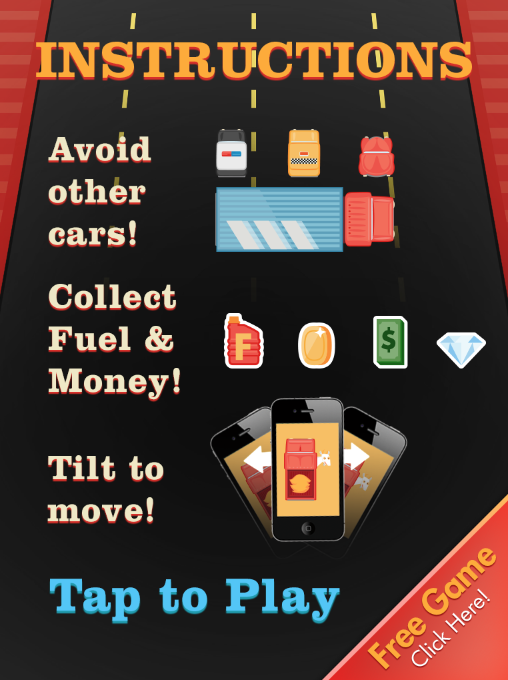 INSTRUCTIONS
Avoid
other
cars!
Collect
Fuel &
Money!
F
$
Tilt to
move!
Tap to Play
Free Game
Click Here!